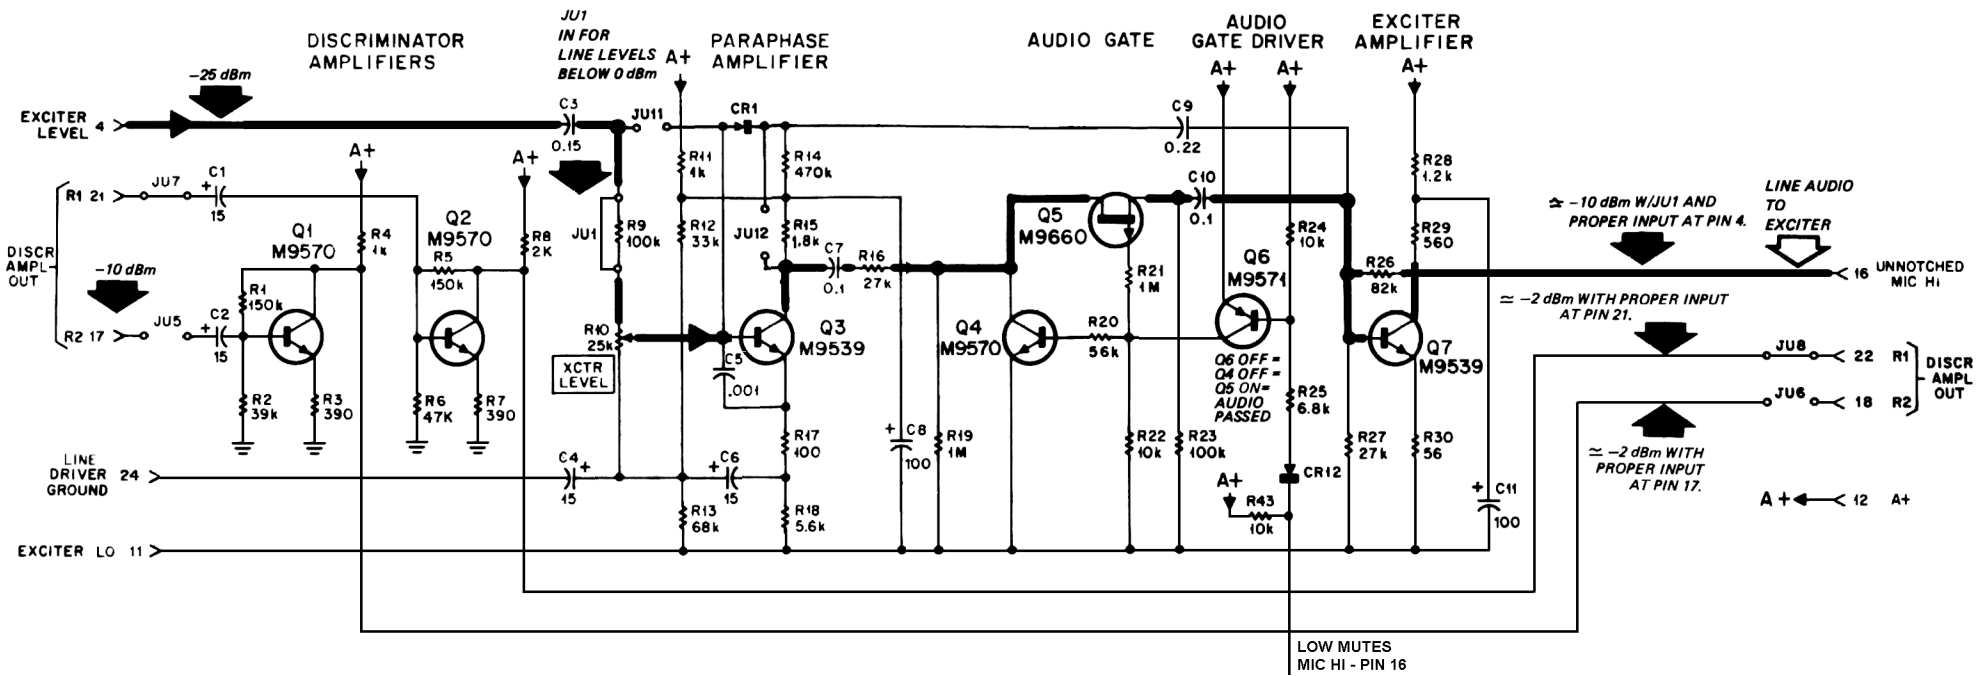 DISCRIMINATOR
AMPLIFIERS
JU1
IN FOR
LINE LEVELS
BELOW 0 dBm
A+
PARAPHASE
AMPLIFIER
AUDIO GATE
AUDIO
GATE DRIVER
A+
A+
EXCITER
AMPLIFIER
A+
-25 dBm
EXCITER
LEVEL 4
C3
0.15
JU11
CR1
C9
0.22
A+
A+
R11
1k
R14
470k
R28
1.2k
DISCR
AMPL
OUT
R1 21
JU7
+
C1
15
R2 17
JU5
+
C2
15
-10 dBm
Q1
M9570
R4
1k
Q2
M9570
R5
150k
R8
2K
R1
150k
R2
39k
R3
390
R6
47K
R7
390
JU1
R9
100k
R12
33k
JU12
R15
1.8k
C7
0.1
R16
27k
Q5
M9660
C10
0.1
R21
1M
Q6
M9571
R24
10k
R29
560
R26
82k
≃ -10 dBm W/JU1 AND
PROPER INPUT AT PIN 4.
LINE AUDIO
TO
EXCITER
16 UNNOTCHED
MIC Hi
≃ -2 dBm WITH PROPER INPUT
AT PIN 21.
R10
25k
XCTR
LEVEL
C5
.001
Q3
M9539
Q4
M9570
R20
56k
Q6 OFF =
Q4 OFF =
Q5 ON=
AUDIO
PASSED
R25
6.8k
Q7
M9539
JU8
22 R1
JU6
18 R2
DISCR
AMPL
OUT
≃ -2 dBm WITH
PROPER INPUT
AT PIN 17.
R17
100
+
C8
100
R19
1M
R22
10k
R23
100k
R27
27k
R30
56
LINE
DRIVER 24
GROUND
C4
+
15
+
C6
15
A+
R43
10k
CR12
+
C11
100
A+
12 A+
R13
68k
R18
5.6k
EXCITER LO 11
LOW MUTES
MIC HI - PIN 16